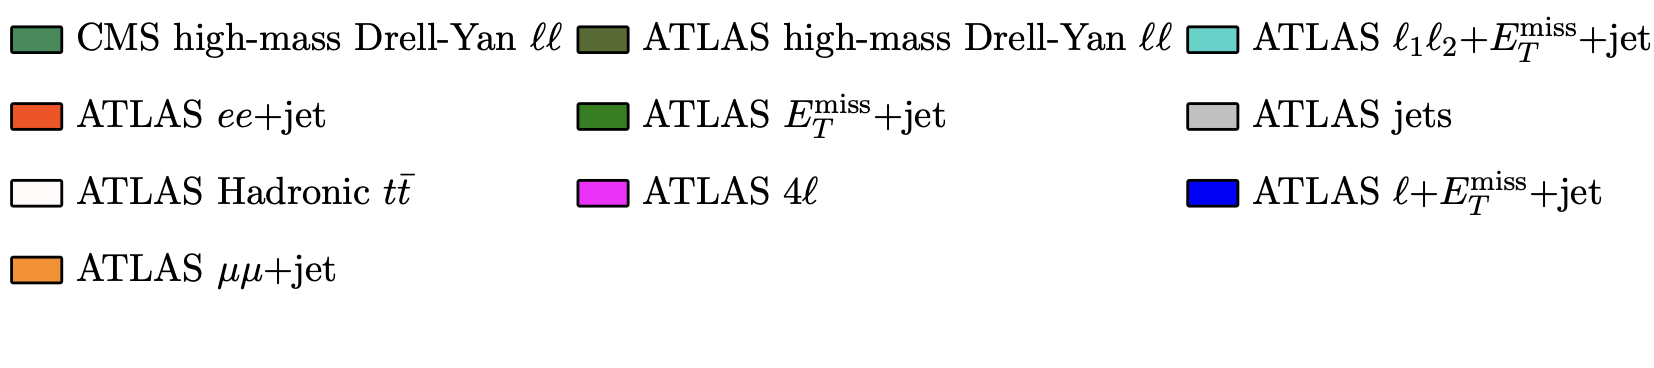 CMS high-mass Drell-Yan ℓℓ ATLAS high-mass Drell-Yan ℓℓ ATLAS ℓ₁ℓ₂+E_T^miss+jet
ATLAS ee+jet ATLAS E_T^miss+jet ATLAS jets
ATLAS Hadronic tt̄ ATLAS 4ℓ ATLAS ℓ+E_T^miss+jet
ATLAS μμ+jet